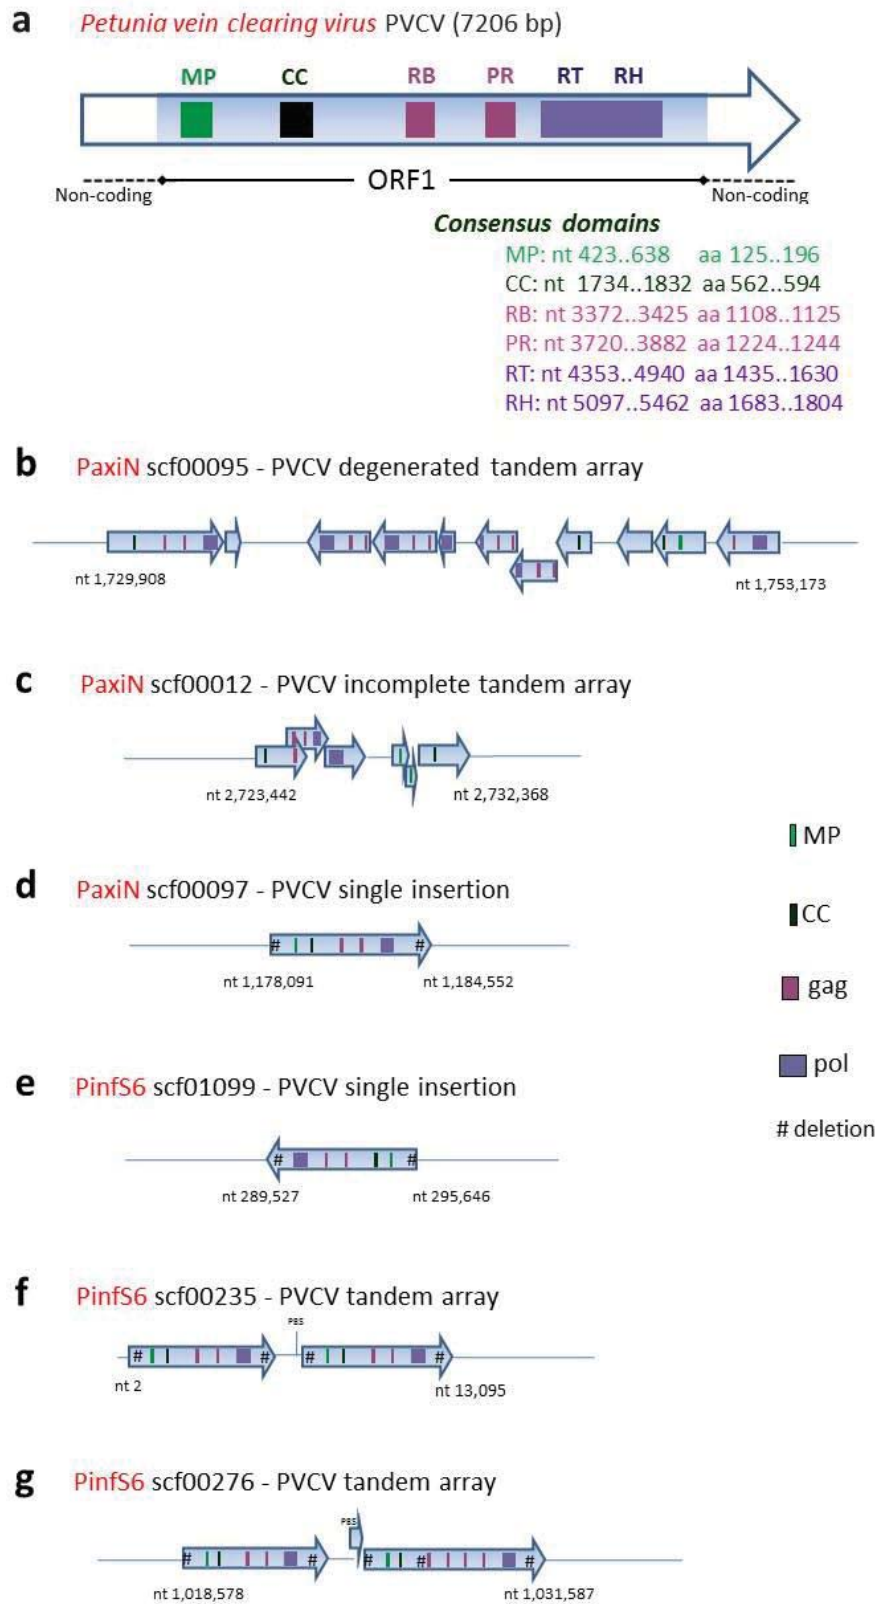 a Petunia vein clearing virus PVCV (7206 bp)
MP CC RB PR RT RH
Non-coding ORF1 Non-coding
Consensus domains
MP: nt 423..638 aa 125..196
CC: nt 1734..1832 aa 562..594
RB: nt 3372..3425 aa 1108..1125
PR: nt 3720..3882 aa 1224..1244
RT: nt 4353..4940 aa 1435..1630
RH: nt 5097..5462 aa 1683..1804
b PaxiN scf00095 - PVCV degenerated tandem array
nt 1,729,908 nt 1,753,173
c PaxiN scf00012 - PVCV incomplete tandem array
nt 2,723,442 nt 2,732,368
MP
d PaxiN scf00097 - PVCV single insertion
CC
# #
nt 1,178,091 nt 1,184,552
gag
pol
e PinfS6 scf01099 - PVCV single insertion
# deletion
# #
nt 289,527 nt 295,646
f PinfS6 scf00235 - PVCV tandem array
PBS
# # # #
nt 2 nt 13,095
g PinfS6 scf00276 - PVCV tandem array
PBS
# # # # #
nt 1,018,578 nt 1,031,587